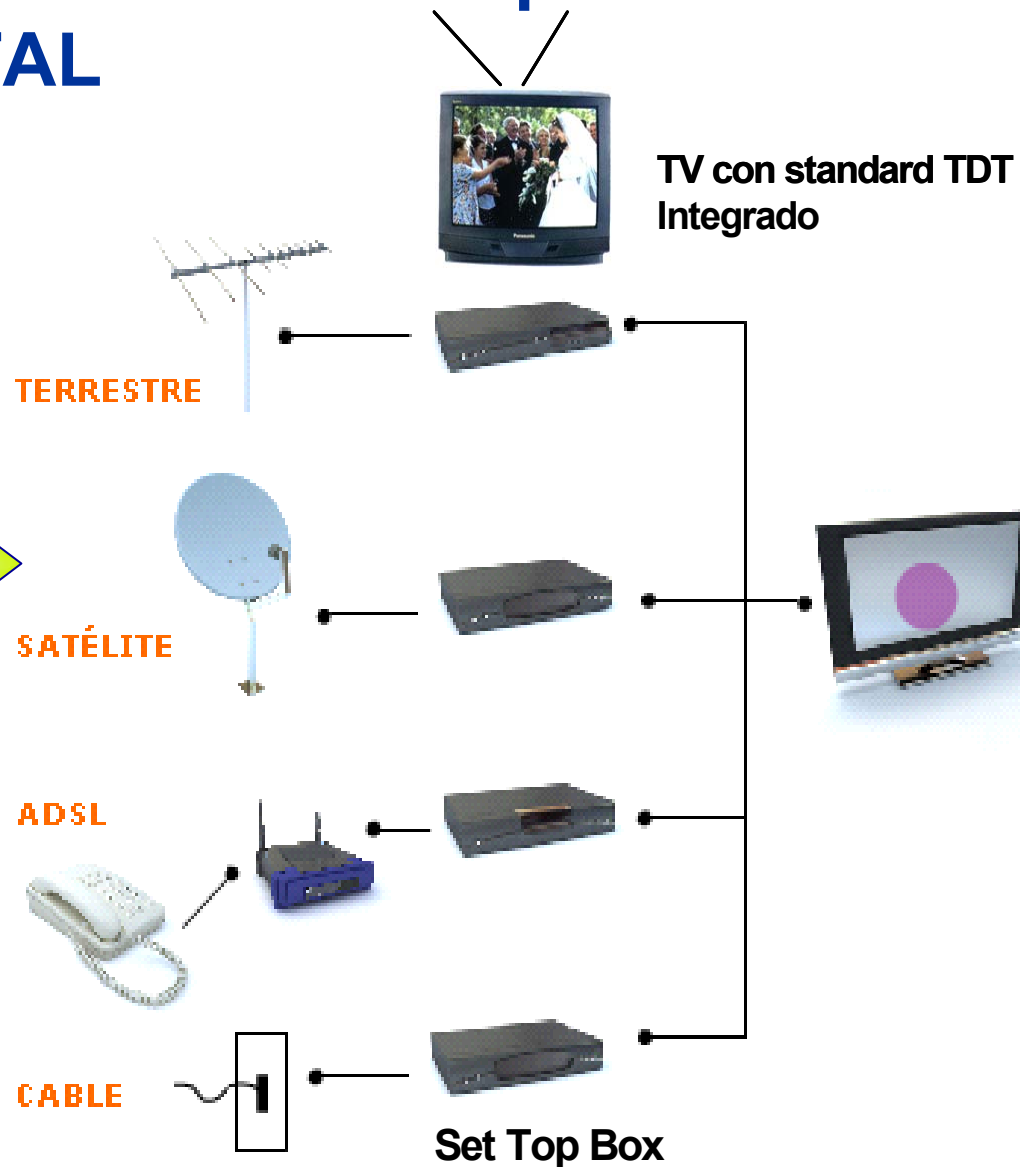 TAL
TV con standard TDT
Integrado
TERRESTRE
SATÉLITE
ADSL
CABLE
Set Top Box